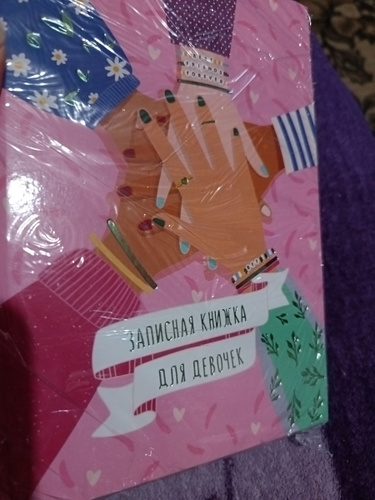 ЗАПИСНАЯ КНИЖКА
ДЛЯ ДЕВОЧЕК